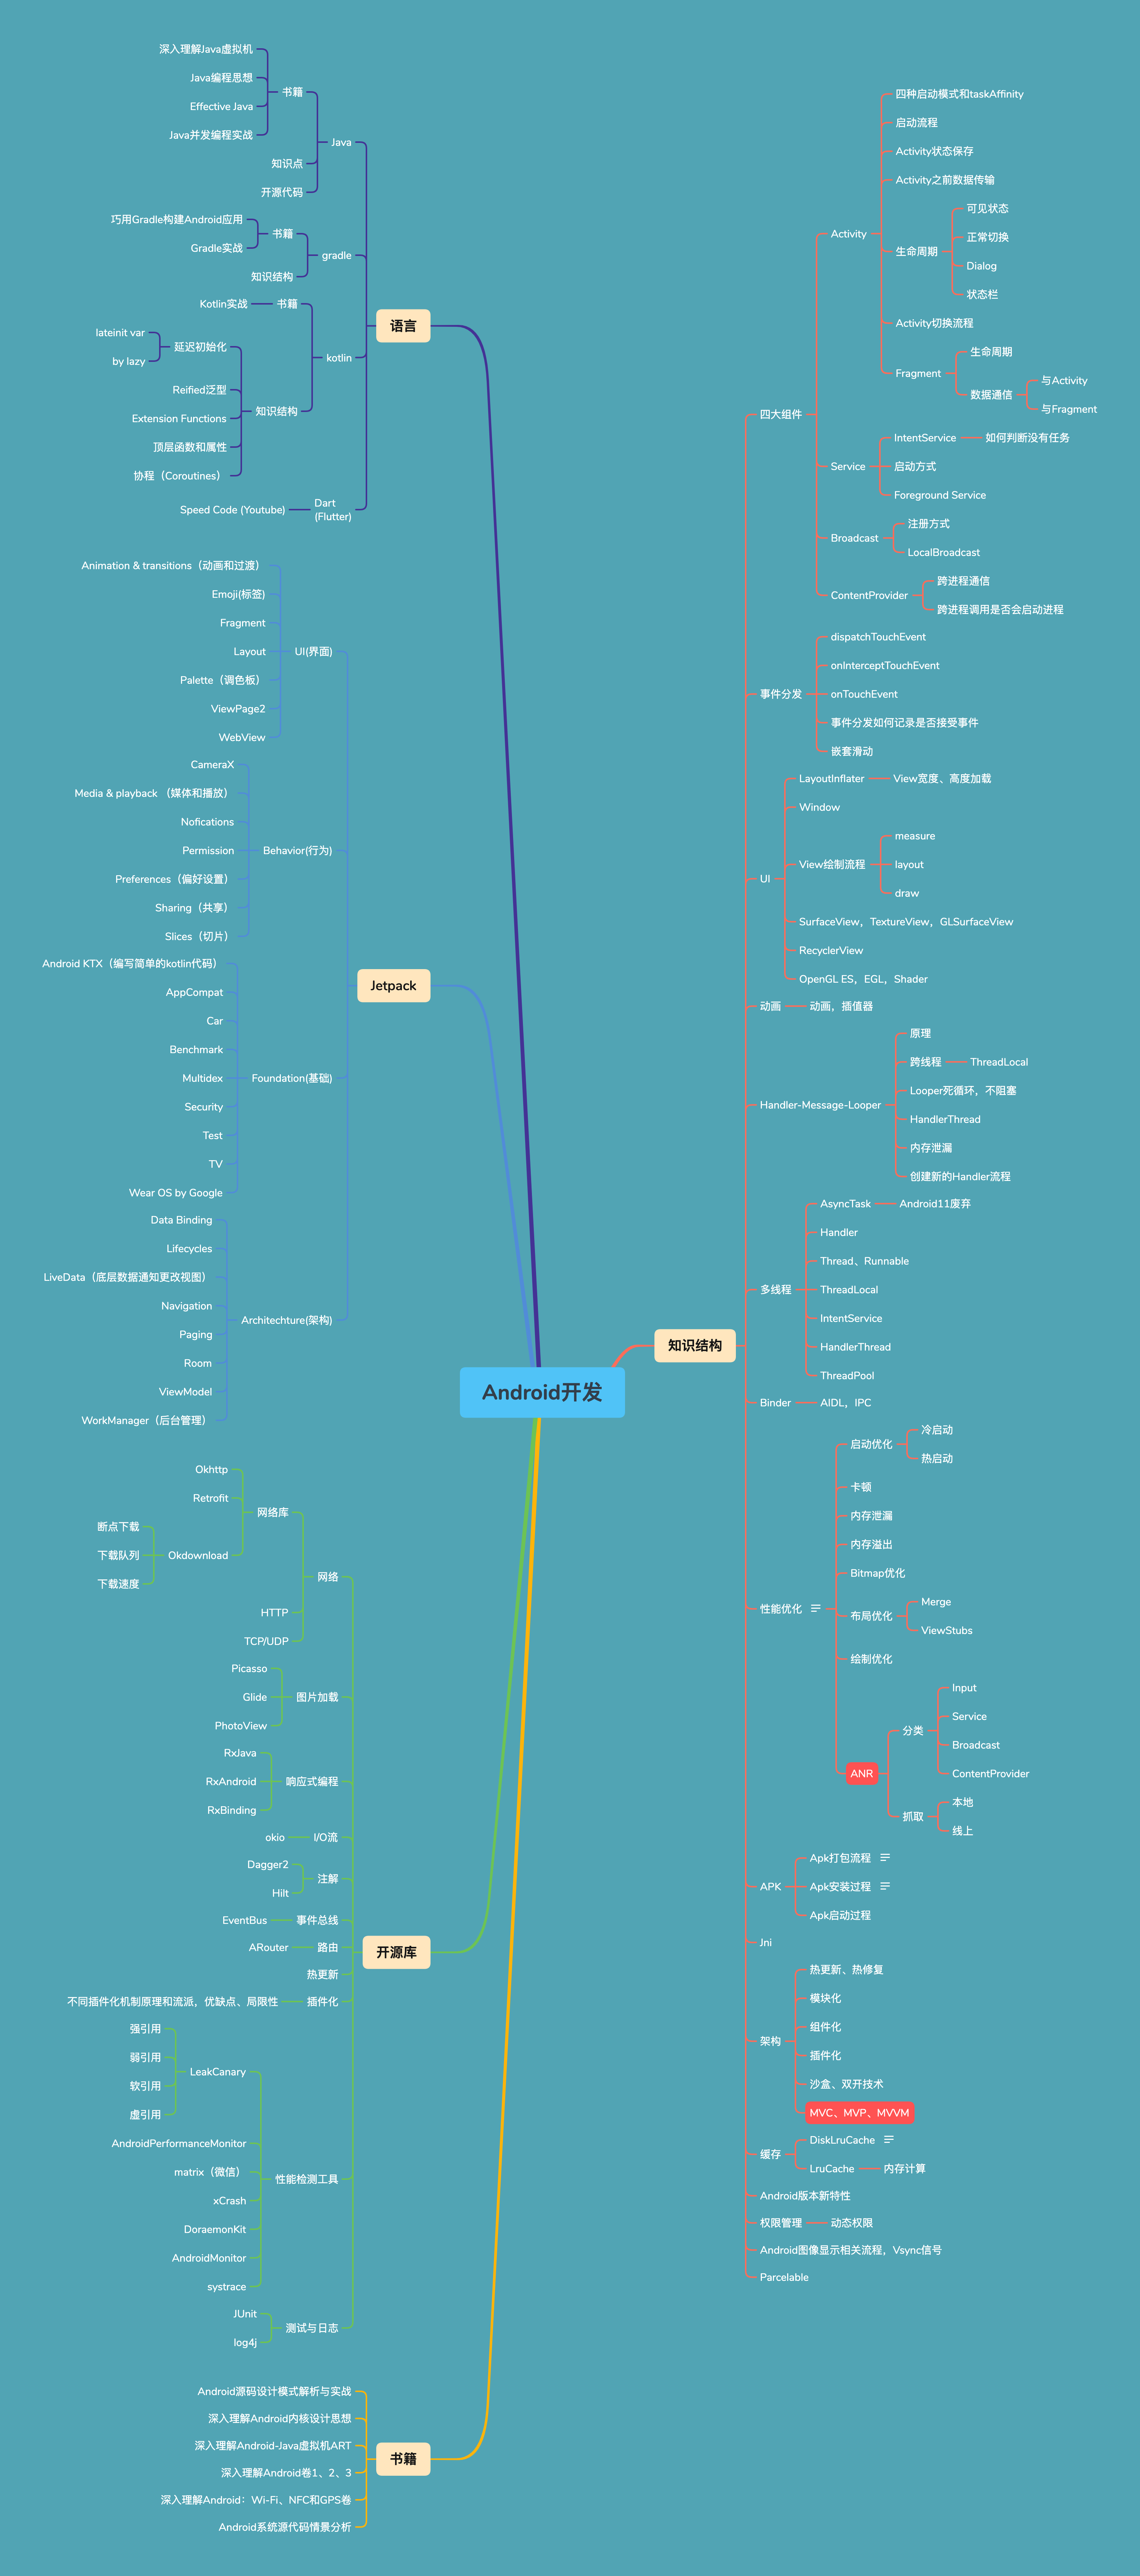 Android开发
语言
Java
书籍
深入理解Java虚拟机
Java编程思想
Effective Java
Java并发编程实战
知识点
开源代码
gradle
书籍
巧用Gradle构建Android应用
Gradle实战
知识结构
kotlin
书籍
Kotlin实战
知识结构
延迟初始化
lateinit var
by lazy
Reified泛型
Extension Functions
顶层函数和属性
协程（Coroutines）
Dart
(Flutter)
Speed Code (Youtube)
Jetpack
UI(界面)
Animation & transitions（动画和过渡）
Emoji(标签)
Fragment
Layout
Palette（调色板）
ViewPage2
WebView
Behavior(行为)
CameraX
Media & playback （媒体和播放）
Nofications
Permission
Preferences（偏好设置）
Sharing（共享）
Slices（切片）
Foundation(基础)
Android KTX（编写简单的kotlin代码）
AppCompat
Car
Benchmark
Multidex
Security
Test
TV
Wear OS by Google
Architechture(架构)
Data Binding
Lifecycles
LiveData（底层数据通知更改视图）
Navigation
Paging
Room
ViewModel
WorkManager（后台管理）
开源库
网络
网络库
Okhttp
Retrofit
Okdownload
断点下载
下载队列
下载速度
HTTP
TCP/UDP
图片加载
Picasso
Glide
PhotoView
响应式编程
RxJava
RxAndroid
RxBinding
I/O流
okio
注解
Dagger2
Hilt
事件总线
EventBus
路由
ARouter
热更新
插件化
不同插件化机制原理和流派，优缺点、局限性
性能检测工具
LeakCanary
强引用
弱引用
软引用
虚引用
AndroidPerformanceMonitor
matrix（微信）
xCrash
DoraemonKit
AndroidMonitor
systrace
测试与日志
JUnit
log4j
书籍
Android源码设计模式解析与实战
深入理解Android内核设计思想
深入理解Android-Java虚拟机ART
深入理解Android卷1、2、3
深入理解Android：Wi-Fi、NFC和GPS卷
Android系统源代码情景分析
知识结构
四大组件
Activity
四种启动模式和taskAffinity
启动流程
Activity状态保存
Activity之前数据传输
生命周期
可见状态
正常切换
Dialog
状态栏
Activity切换流程
Fragment
生命周期
数据通信
与Activity
与Fragment
Service
IntentService
如何判断没有任务
启动方式
Foreground Service
Broadcast
注册方式
LocalBroadcast
ContentProvider
跨进程通信
跨进程调用是否会启动进程
事件分发
dispatchTouchEvent
onInterceptTouchEvent
onTouchEvent
事件分发如何记录是否接受事件
嵌套滑动
UI
LayoutInflater
View宽度、高度加载
Window
View绘制流程
measure
layout
draw
SurfaceView，TextureView，GLSurfaceView
RecyclerView
OpenGL ES，EGL，Shader
动画
动画，插值器
Handler-Message-Looper
原理
跨线程
ThreadLocal
Looper死循环，不阻塞
HandlerThread
内存泄漏
创建新的Handler流程
多线程
AsyncTask
Android11废弃
Handler
Thread、Runnable
ThreadLocal
IntentService
HandlerThread
ThreadPool
Binder
AIDL，IPC
性能优化
启动优化
冷启动
热启动
卡顿
内存泄漏
内存溢出
Bitmap优化
布局优化
Merge
ViewStubs
绘制优化
ANR
分类
Input
Service
Broadcast
ContentProvider
抓取
本地
线上
APK
Apk打包流程
Apk安装过程
Apk启动过程
Jni
架构
热更新、热修复
模块化
组件化
插件化
沙盒、双开技术
MVC、MVP、MVVM
缓存
DiskLruCache
LruCache
内存计算
Android版本新特性
权限管理
动态权限
Android图像显示相关流程，Vsync信号
Parcelable